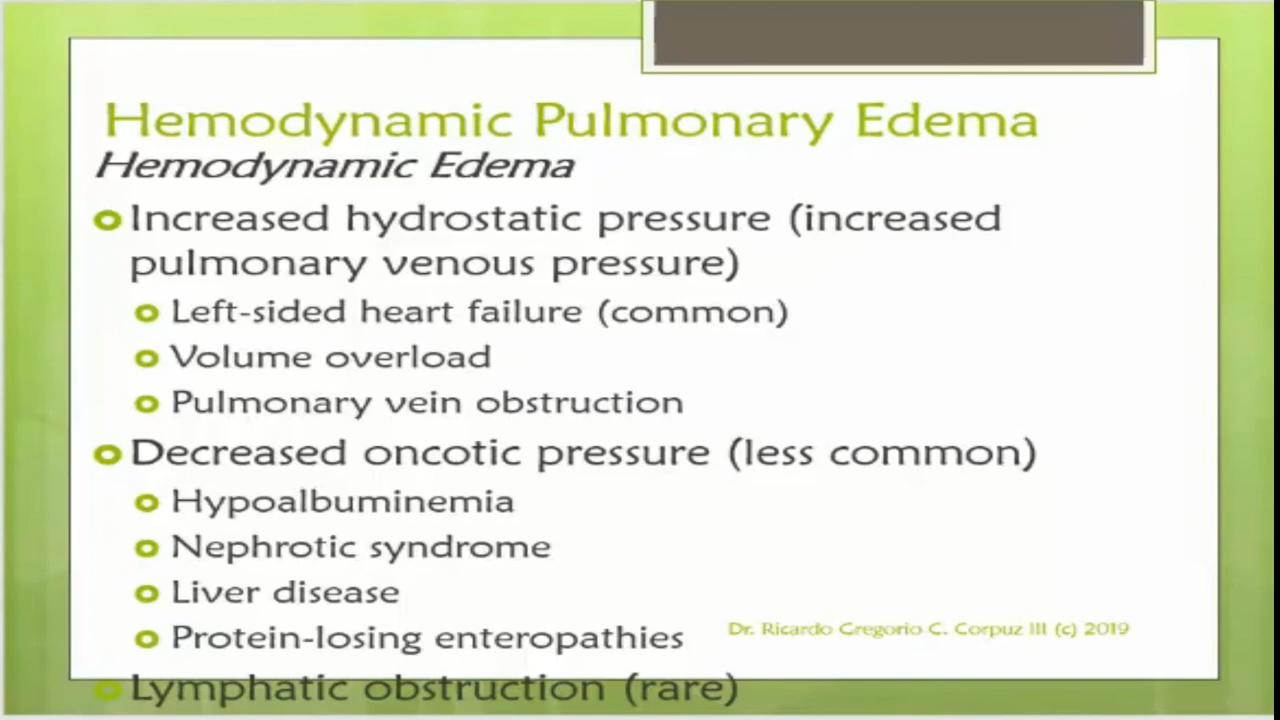 Hemodynamic Pulmonary Edema
Hemodynamic Edema
Increased hydrostatic pressure (increased
pulmonary venous pressure)
Left-sided heart failure (common)
Volume overload
Pulmonary vein obstruction
Decreased oncotic pressure (less common)
Hypoalbuminemia
Nephrotic syndrome
Liver disease
Protein-losing enteropathies
Dr. Ricardo Gregorio C. Corpuz III (c) 2019
Lymphatic obstruction (rare)